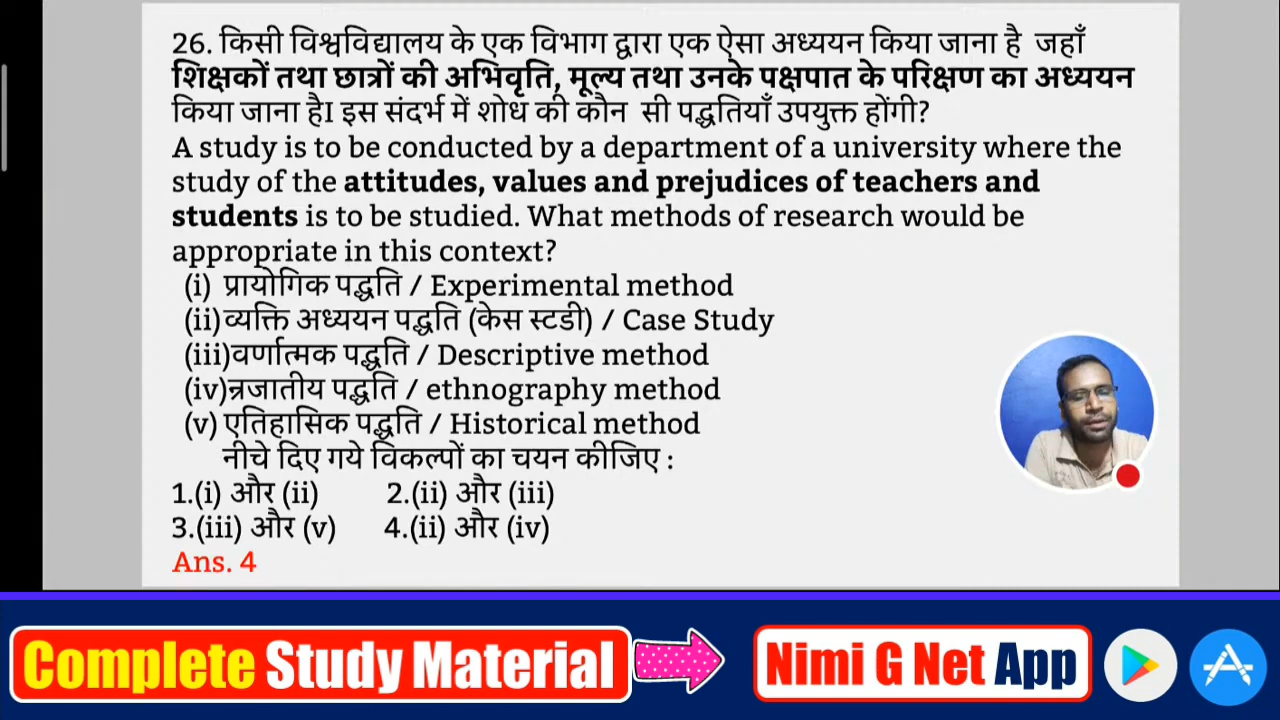 26. किसी विश्वविद्यालय के एक विभाग द्वारा एक ऐसा अध्ययन किया जाना है जहाँ
शिक्षकों तथा छात्रों की अभिवृति, मूल्य तथा उनके पक्षपात के परिक्षण का अध्ययन
किया जाना हैI इस संदर्भ में शोध की कौन सी पद्धतियाँ उपयुक्त होंगी?
A study is to be conducted by a department of a university where the
study of the attitudes, values and prejudices of teachers and
students is to be studied. What methods of research would be
appropriate in this context?
(i) प्रायोगिक पद्धति / Experimental method
(ii)व्यक्ति अध्ययन पद्धति (केस स्टडी) / Case Study
(iii)वर्णात्मक पद्धति / Descriptive method
(iv)न्रजातीय पद्धति / ethnography method
(v) एतिहासिक पद्धति / Historical method
नीचे दिए गये विकल्पों का चयन कीजिए :
1.(i) और (ii) 2.(ii) और (iii)
3.(iii) और (v) 4.(ii) और (iv)
Ans. 4
Complete Study Material Nimi G Net App